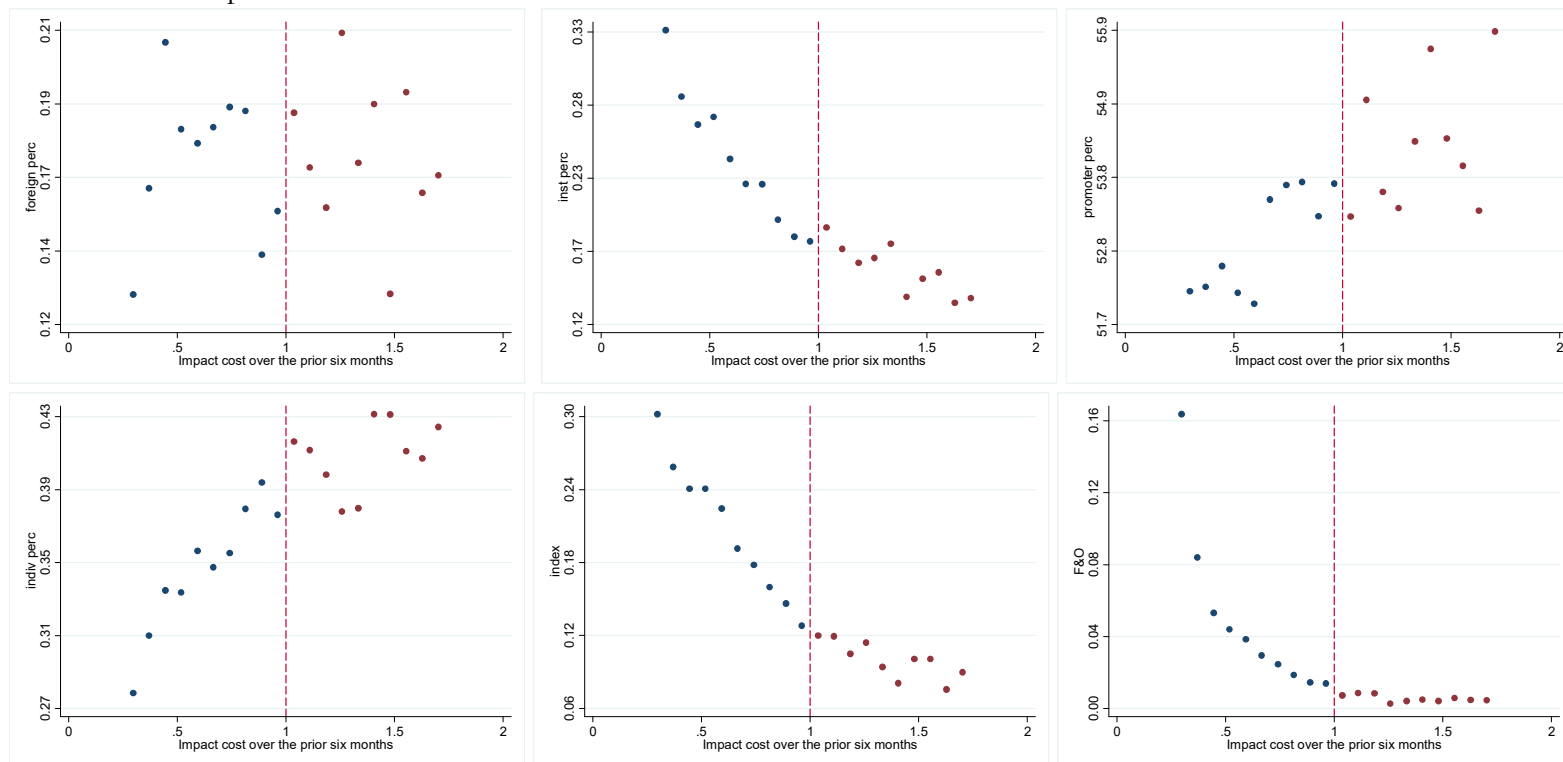 0.21
0.19
0.17
0.14
0.12
foreign perc
0 .5 1 1.5 2
Impact cost over the prior six months
0.33
0.28
0.23
0.17
0.12
inst perc
0 .5 1 1.5 2
Impact cost over the prior six months
55.9
54.9
53.8
52.8
51.7
promoter perc
0 .5 1 1.5 2
Impact cost over the prior six months
0.43
0.39
0.35
0.31
0.27
indiv perc
0 .5 1 1.5 2
Impact cost over the prior six months
0.30
0.24
0.18
0.12
0.06
index
0 .5 1 1.5 2
Impact cost over the prior six months
0.16
0.12
0.08
0.04
0.00
F&O
0 .5 1 1.5 2
Impact cost over the prior six months